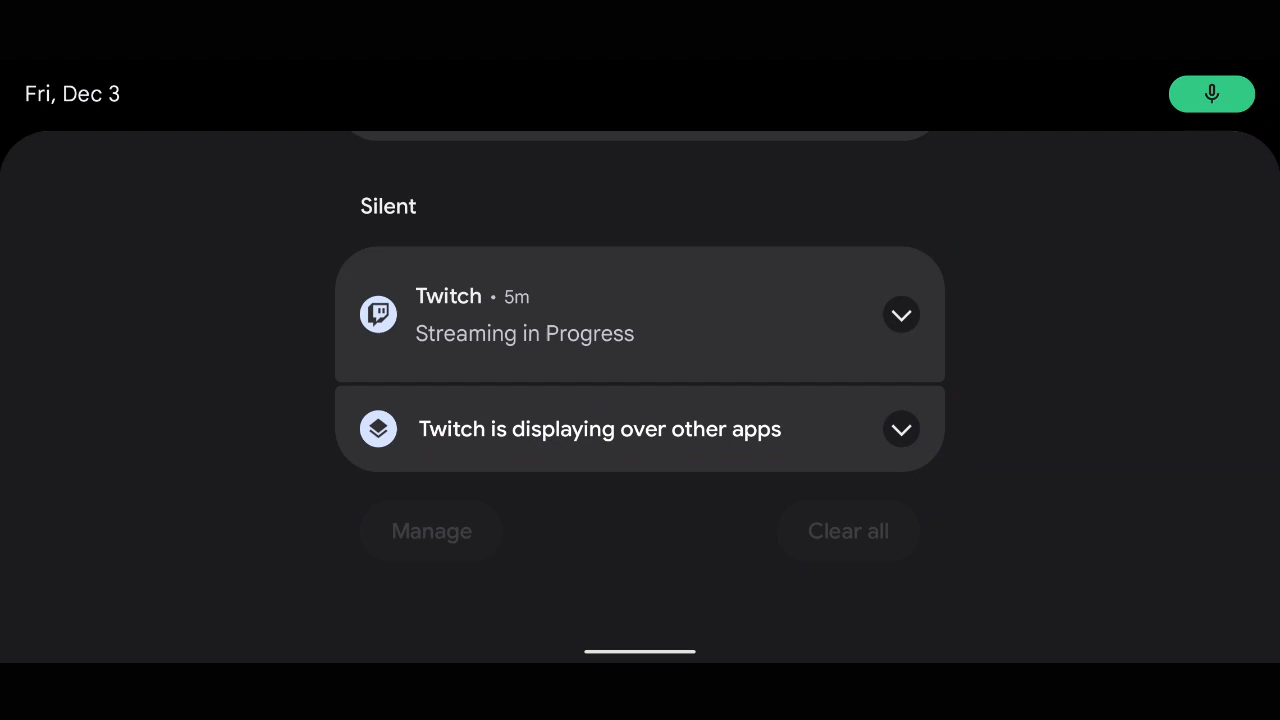 Fri, Dec 3
Silent
Twitch • 5m
Streaming in Progress
Twitch is displaying over other apps
Manage
Clear all